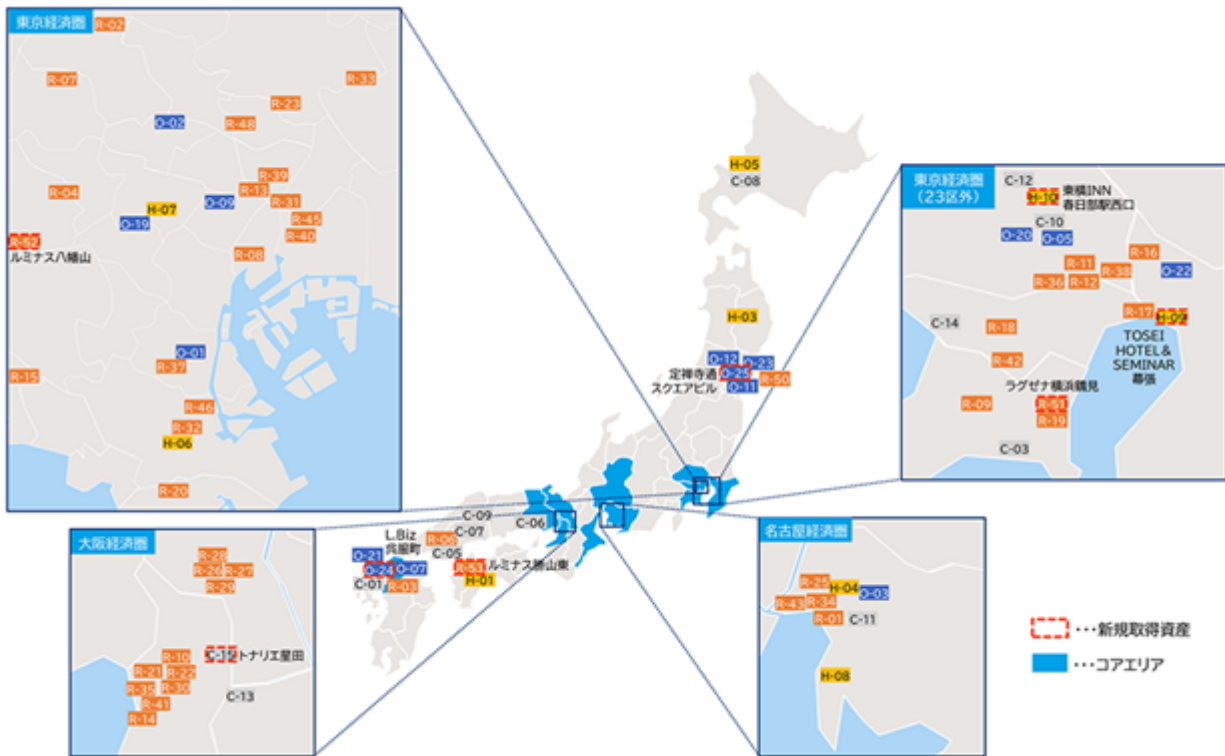 東京経済圏
R-02
R-07
R-33
R-23
O-02
R-48
R-39
R-04
R-13
H-07
O-09
R-31
O-19
R-45
R-52
R-40
ルミナス八幡山
R-08
O-01
R-37
R-15
R-46
R-32
H-06
R-20
H-05
C-08
H-03
O-12
O-23
定禅寺通
スクエアビル
O-25
R-50
O-11
東京経済圏
(23区外)
C-12
H-10
東横INN
春日部駅西口
C-10
O-20
O-05
R-16
R-11
R-38
O-22
R-36
R-12
R-17
H-09
C-14
R-18
TOSEI
HOTEL&
SEMINAR
幕張
R-42
ラグゼナ横浜鶴見
R-09
R-51
R-19
C-03
大阪経済圏
R-28
R-26
R-27
R-29
R-10
C-15
トナリエ星田
R-21
R-22
R-35
R-30
C-13
R-41
R-14
C-09
C-06
L.Biz
呉服町
C-07
R-06
C-05
O-21
O-24
O-07
R-53
ルミナス勝山東
C-01
R-03
H-01
名古屋経済圏
R-25
H-04
O-03
R-43
R-34
R-01
C-11
H-08
・・・新規取得資産
・・・コアエリア